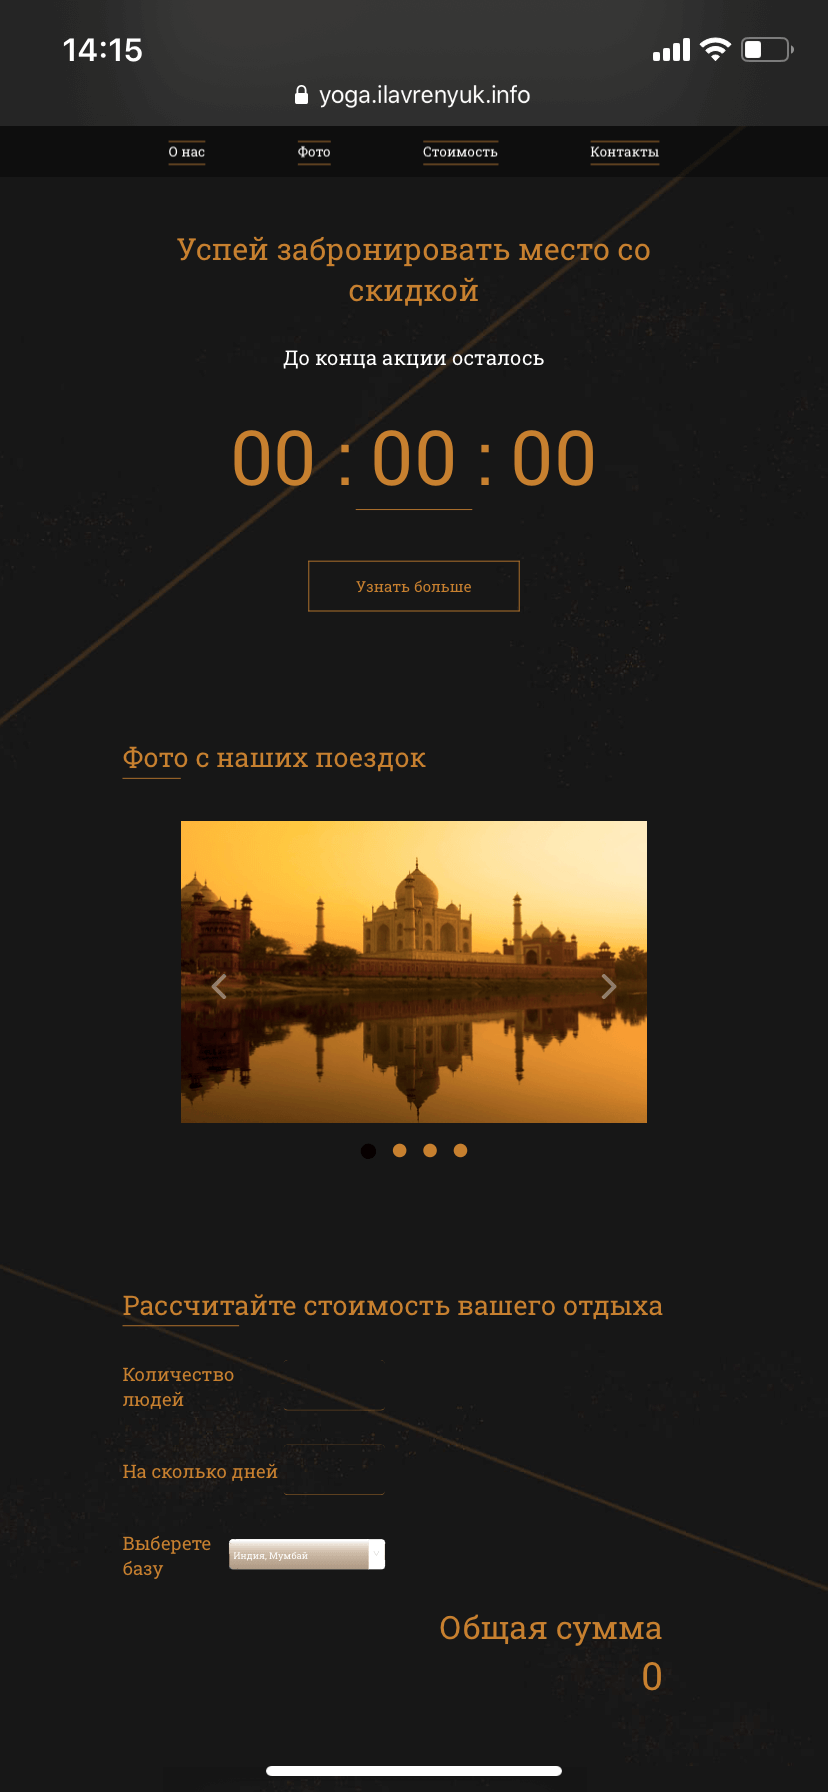 14:15
yoga.ilavrenyuk.info
О нас Фото Стоимость Контакты
Успей забронировать место со
скидкой
До конца акции осталось
00 : 00 : 00
Узнать больше
Фото с наших поездок
Рассчитайте стоимость вашего отдыха
Количество
людей
На сколько дней
Выберете
базу
Индия, Мумбай
Общая сумма
0